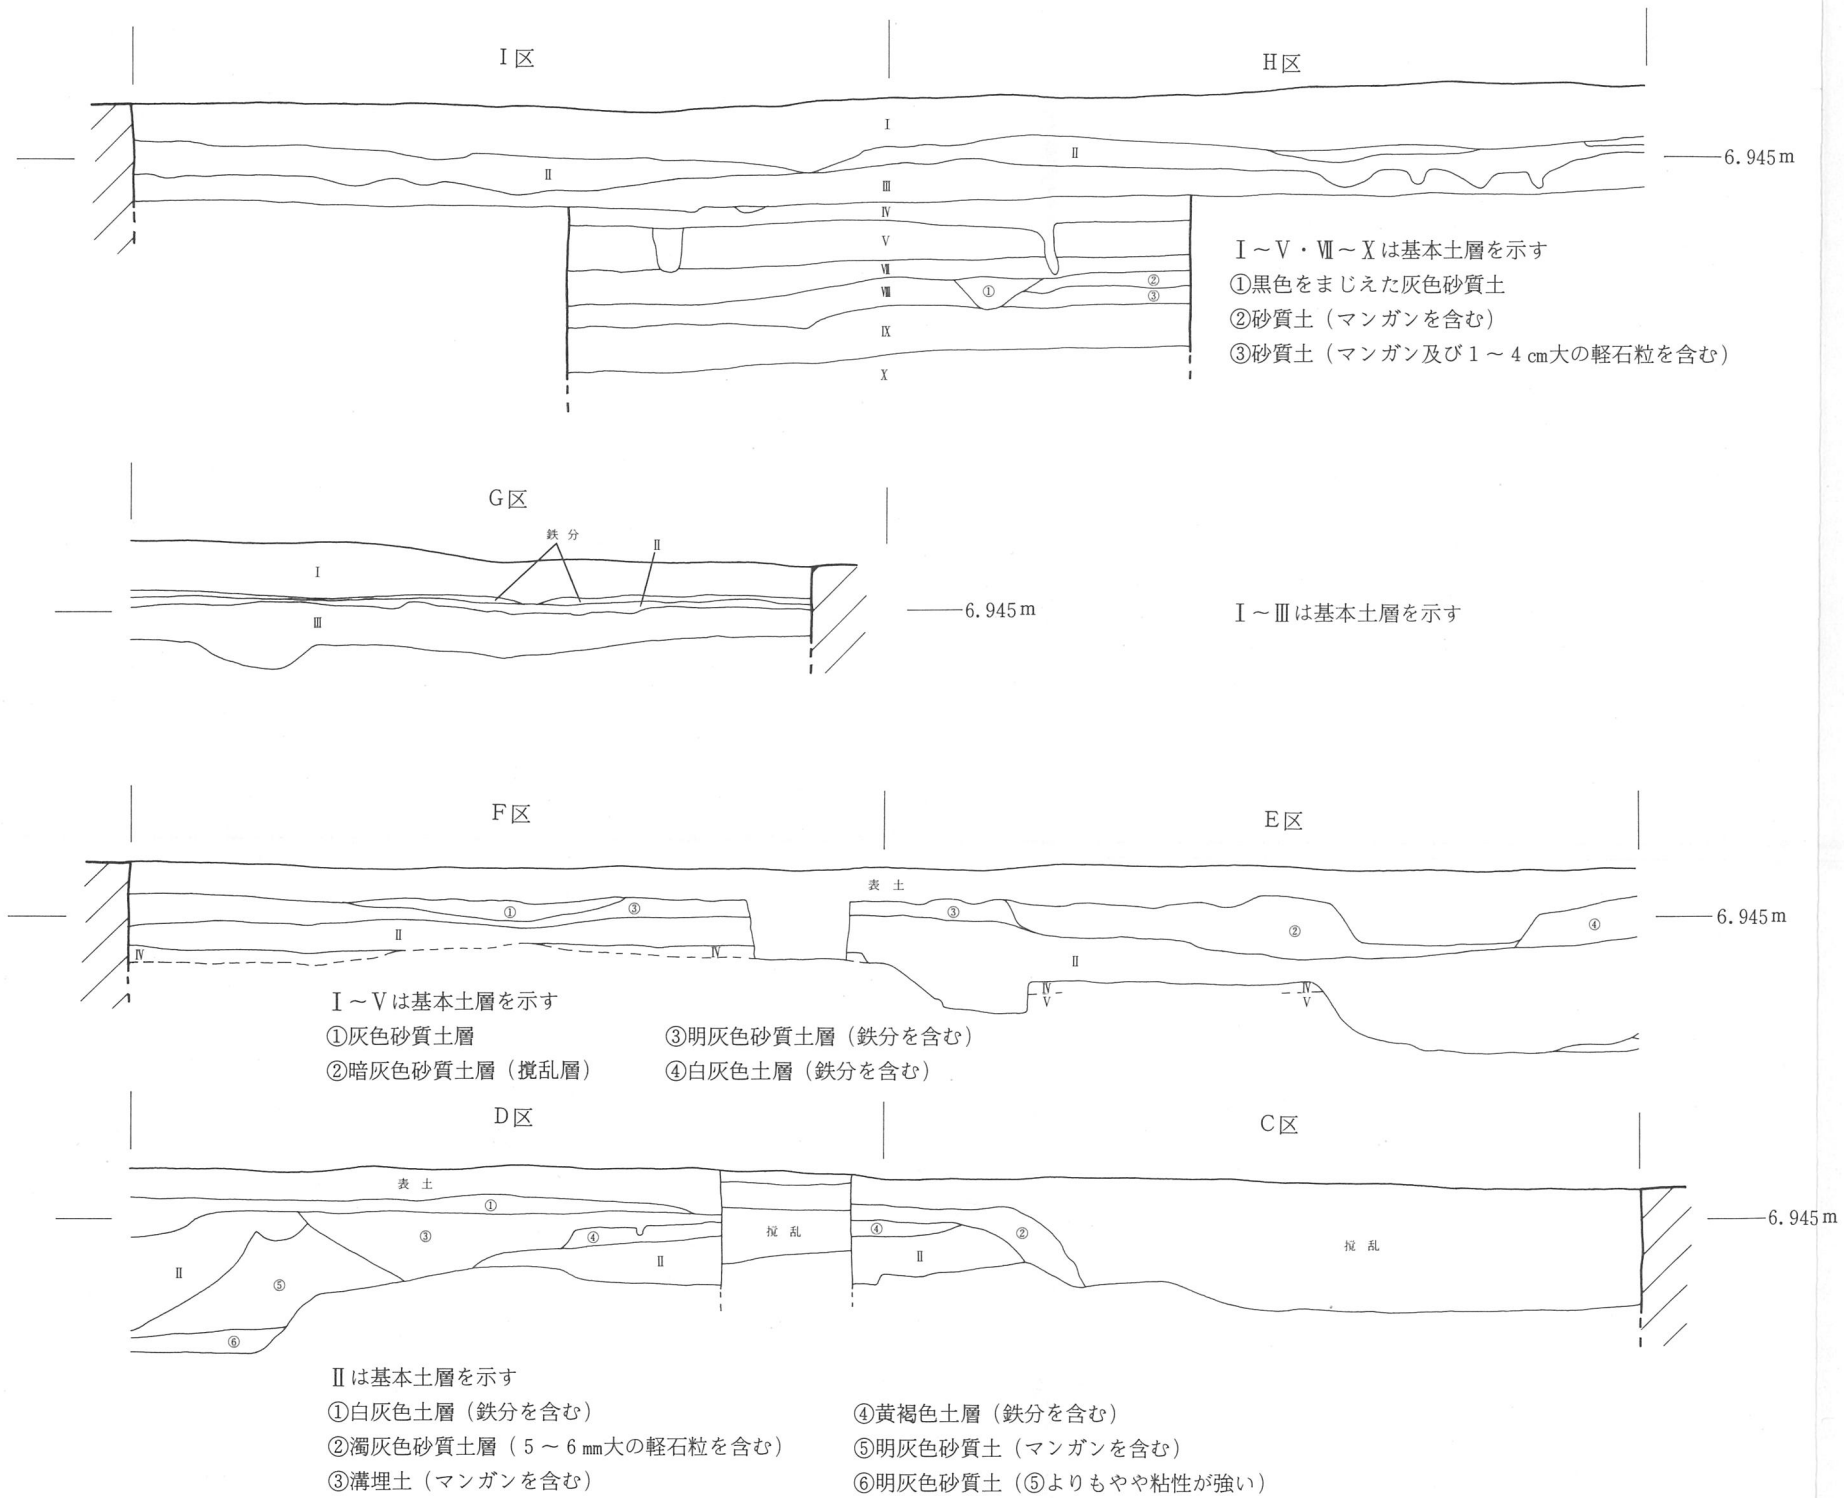 Ⅰ区
H区
Ⅰ
Ⅱ
6.945m
Ⅱ
Ⅲ
Ⅳ
Ⅴ
Ⅶ
Ⅷ
①
②
③
Ⅸ
Ⅹ
Ⅰ～Ⅴ・Ⅶ～Ⅹは基本土層を示す
①黒色をまじえた灰色砂質土
②砂質土（マンガンを含む）
③砂質土（マンガン及び1～4㎝大の軽石粒を含む）
G区
鉄分
Ⅱ
Ⅰ
Ⅲ
6.945m
Ⅰ～Ⅲは基本土層を示す
F区
E区
表土
①
③
③
②
④
6.945m
Ⅱ
Ⅳ
Ⅳ
Ⅱ
Ⅳ
Ⅴ
Ⅳ
Ⅴ
Ⅰ～Ⅴは基本土層を示す
①灰色砂質土層
③明灰色砂質土層（鉄分を含む）
②暗灰色砂質土層（撹乱層）
④白灰色土層（鉄分を含む）
D区
C区
表土
①
③
④
Ⅱ
Ⅱ
⑤
⑥
撹乱
④
Ⅱ
②
撹乱
6.945m
Ⅱは基本土層を示す
①白灰色土層（鉄分を含む）
④黄褐色土層（鉄分を含む）
②濁灰色砂質土層（5～6㎜大の軽石粒を含む）
⑤明灰色砂質土（マンガンを含む）
③溝埋土（マンガンを含む）
⑥明灰色砂質土（⑤よりもやや粘性が強い）